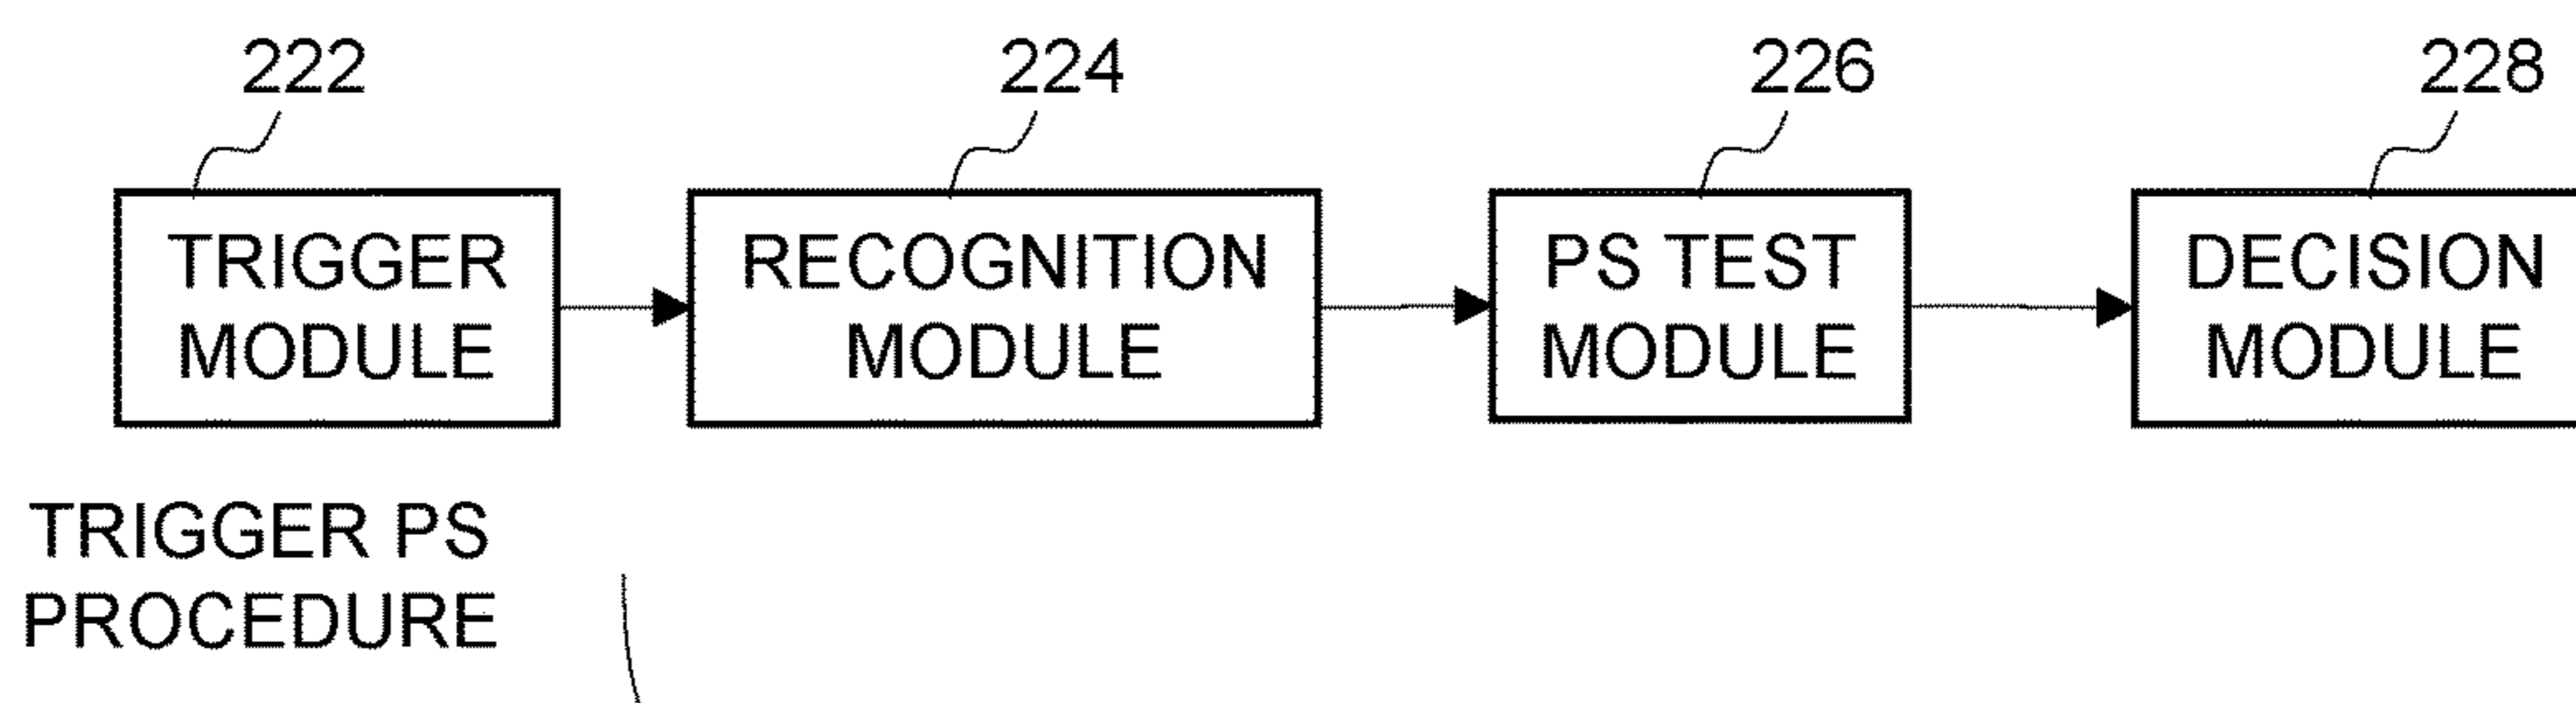 222 224 226 228
TRIGGER RECOGNITION PS TEST DECISION
MODULE MODULE MODULE MODULE
TRIGGER PS
PROCEDURE